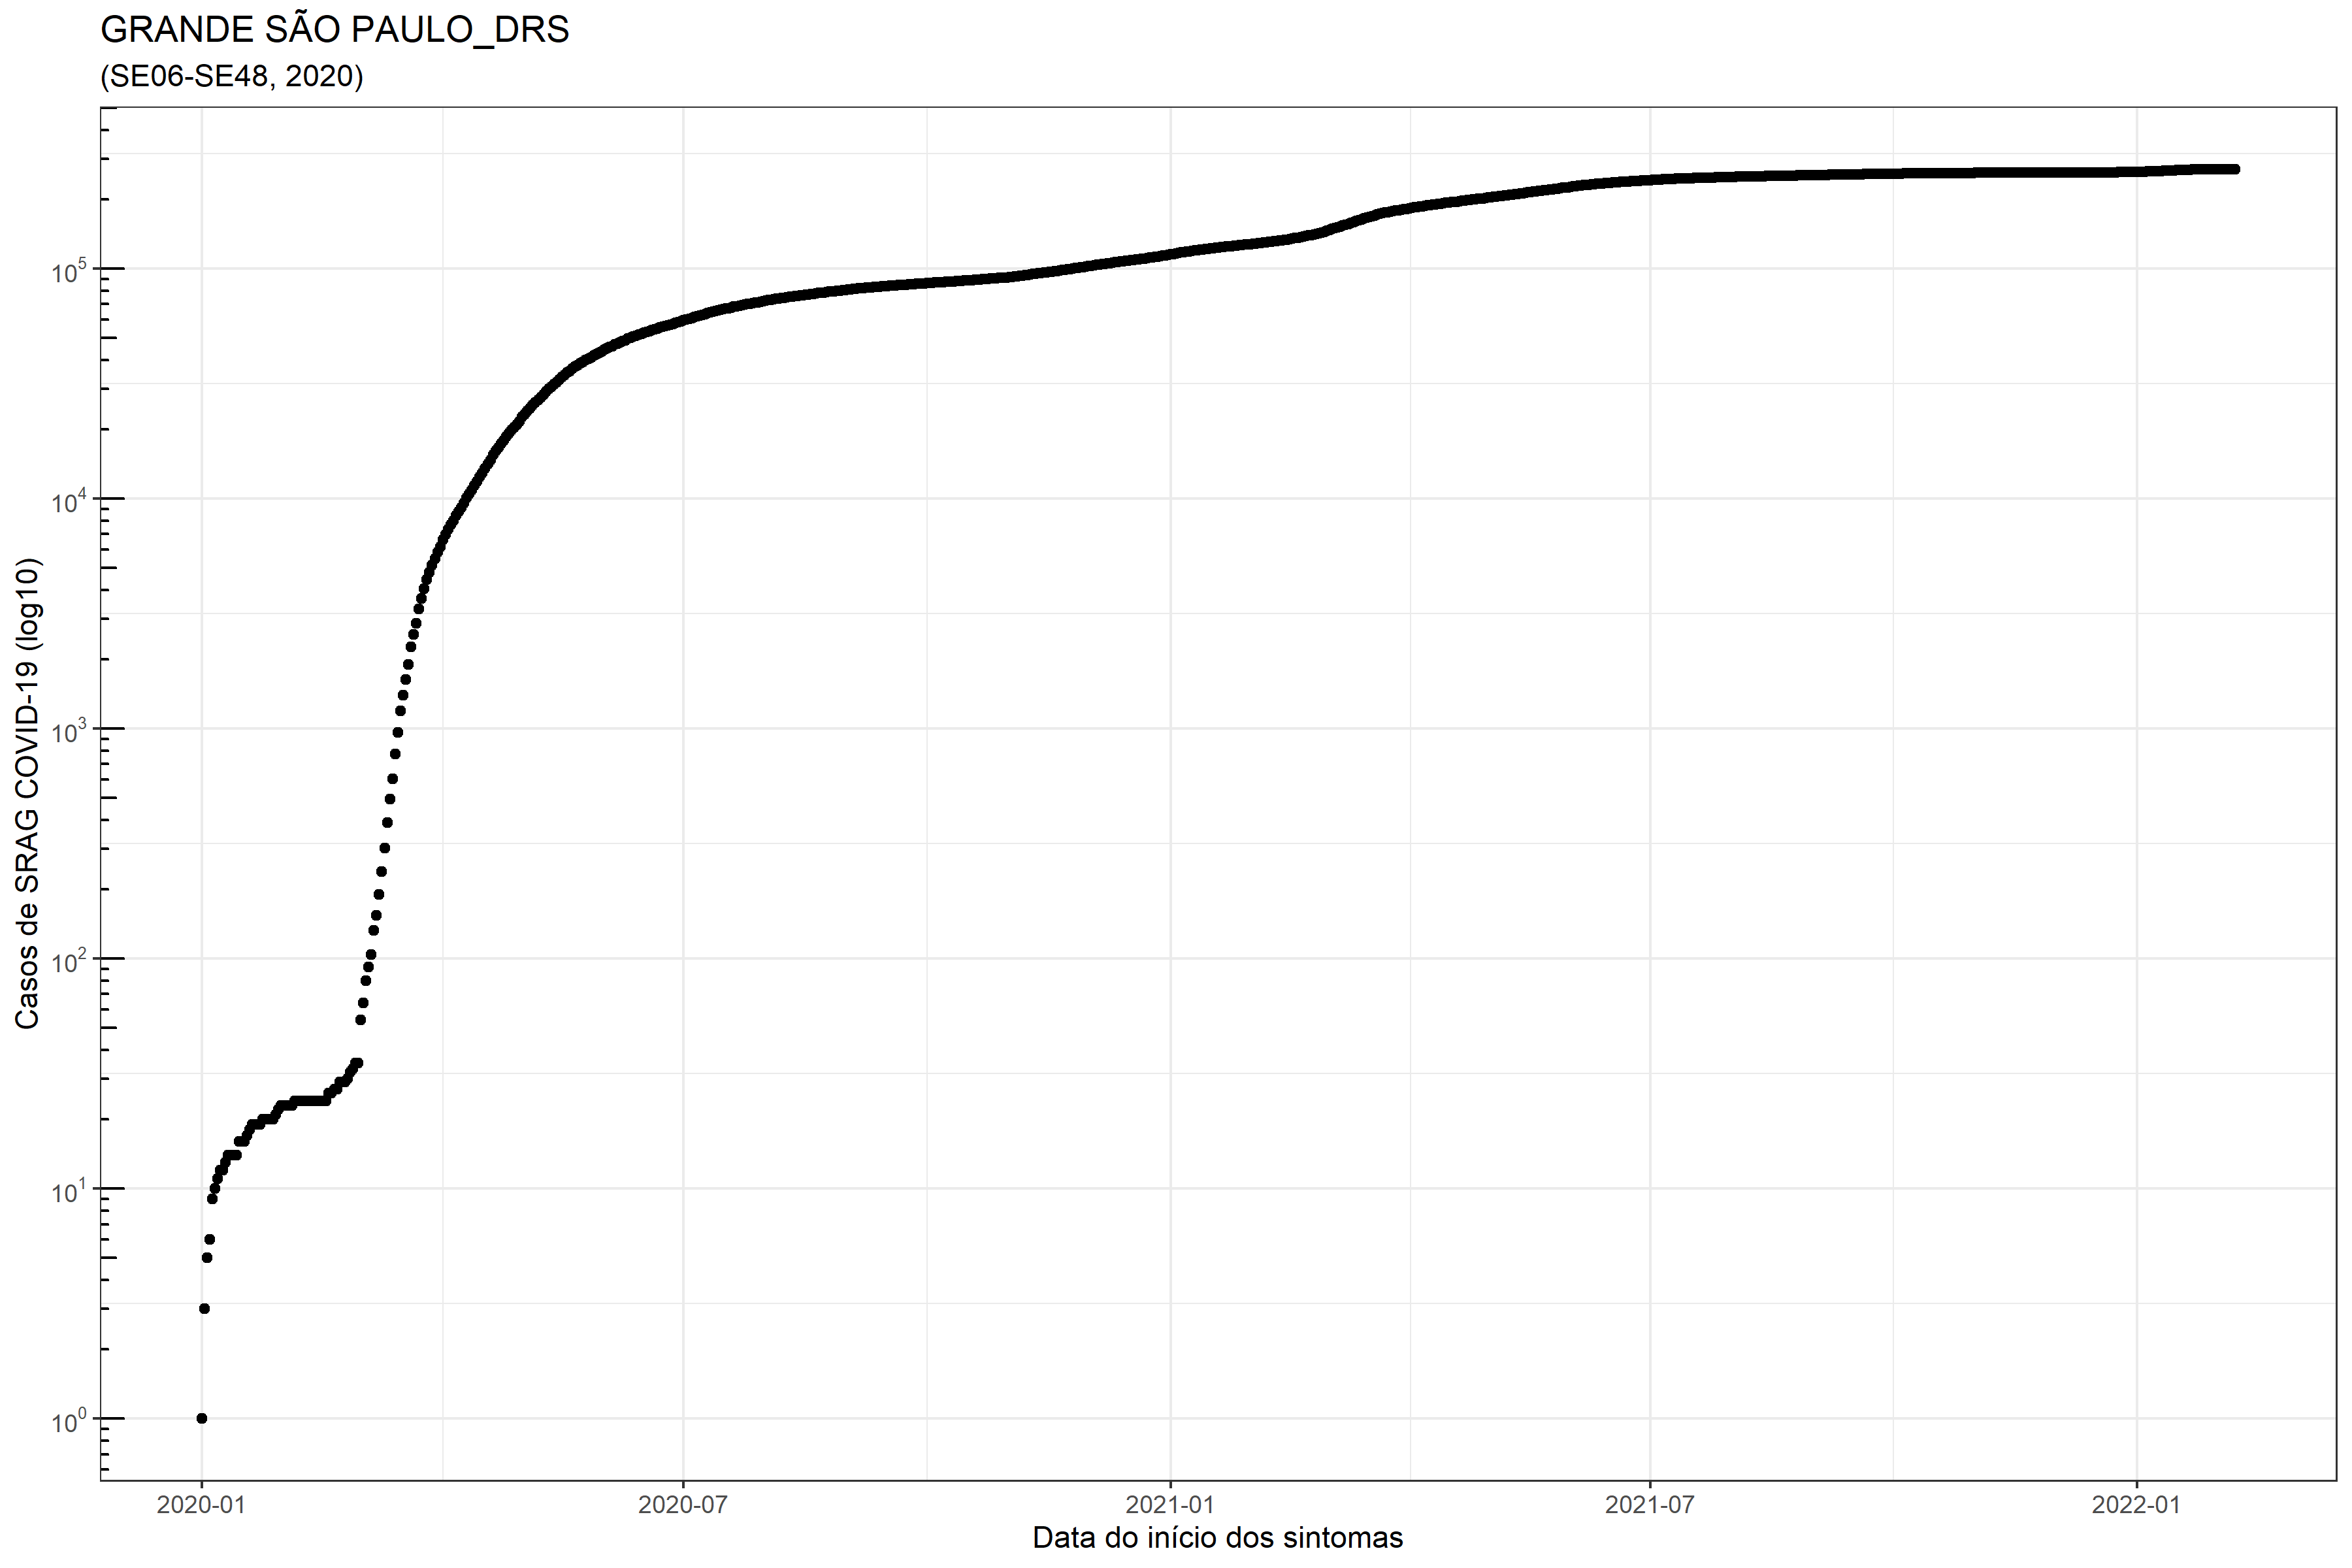 GRANDE SÃO PAULO_DRS
(SE06-SE48, 2020)
Casos de SRAG COVID-19 (log10)
10⁵
10⁴
10³
10²
10¹
10⁰
2020-01 2020-07 2021-01 2021-07 2022-01
Data do início dos sintomas